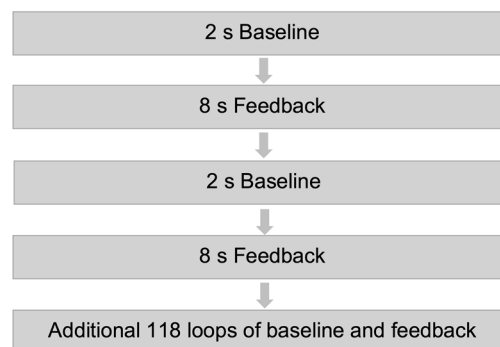 2 s Baseline
8 s Feedback
2 s Baseline
8 s Feedback
Additional 118 loops of baseline and feedback